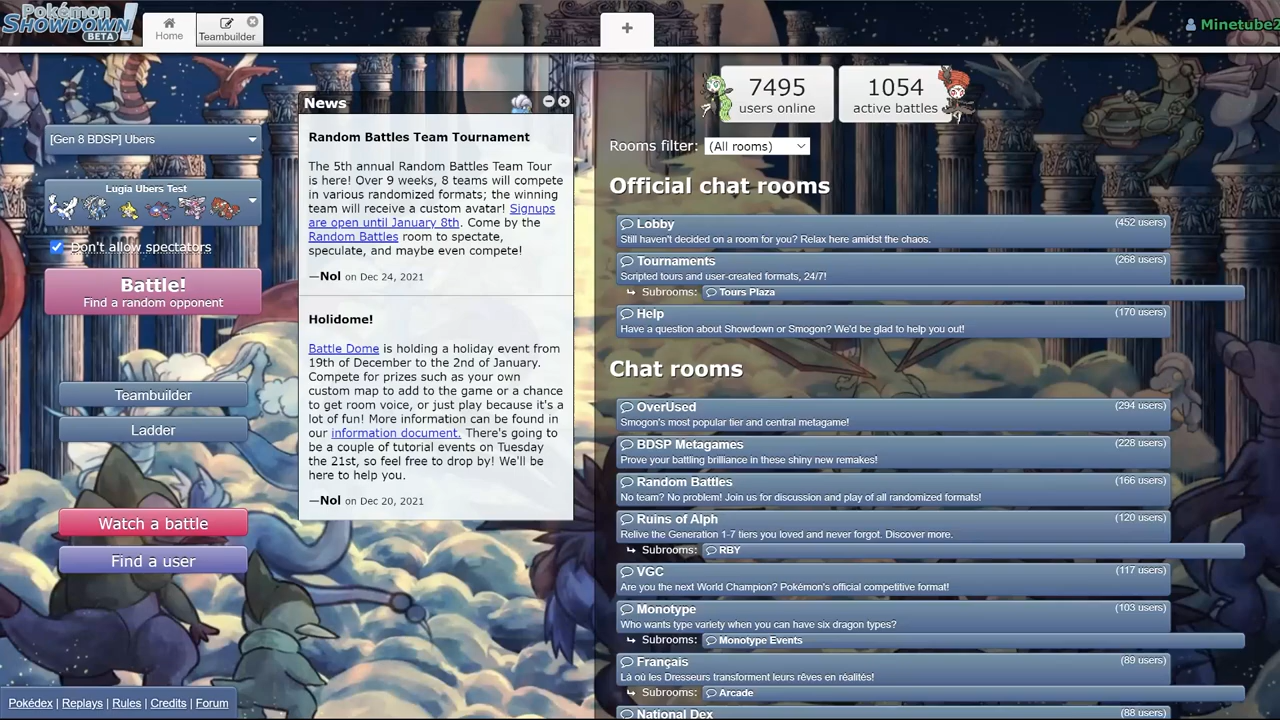 Pokémon
SHOWDOWN!
BETA
Home
Teambuilder
+
Minetube2
[Gen 8 BDSP] Ubers
Lugia Ubers Test
Don't allow spectators
Battle!
Find a random opponent
Teambuilder
Ladder
Watch a battle
Find a user
Pokédex | Replays | Rules | Credits | Forum
News
Random Battles Team Tournament
The 5th annual Random Battles Team Tour
is here! Over 9 weeks, 8 teams will compete
in various randomized formats; the winning
team will receive a custom avatar! Signups
are open until January 8th. Come by the
Random Battles room to spectate,
speculate, and maybe even compete!
—Nol on Dec 24, 2021
Holidome!
Battle Dome is holding a holiday event from
19th of December to the 2nd of January.
Compete for prizes such as your own
custom map to add to the game or a chance
to get room voice, or just play because it's a
lot of fun! More information can be found in
our information document. There's going to
be a couple of tutorial events on Tuesday
the 21st, so feel free to drop by! We'll be
here to help you.
—Nol on Dec 20, 2021
7495
users online
1054
active battles
Rooms filter: (All rooms)
Official chat rooms
Lobby (452 users)
Still haven't decided on a room for you? Relax here amidst the chaos.
Tournaments (268 users)
Scripted tours and user-created formats, 24/7!
Subrooms: Tours Plaza
Help (170 users)
Have a question about Showdown or Smogon? We'd be glad to help you out!
Chat rooms
OverUsed (294 users)
Smogon's most popular tier and central metagame!
BDSP Metagames (228 users)
Prove your battling brilliance in these shiny new remakes!
Random Battles (166 users)
No team? No problem! Join us for discussion and play of all randomized formats!
Ruins of Alph (120 users)
Relive the Generation 1-7 tiers you loved and never forgot. Discover more.
Subrooms: RBY
VGC (117 users)
Are you the next World Champion? Pokémon's official competitive format!
Monotype (103 users)
Who wants type variety when you can have six dragon types?
Subrooms: Monotype Events
Français (89 users)
Là où les Dresseurs transforment leurs rêves en réalités!
Subrooms: Arcade
National Dex (88 users)